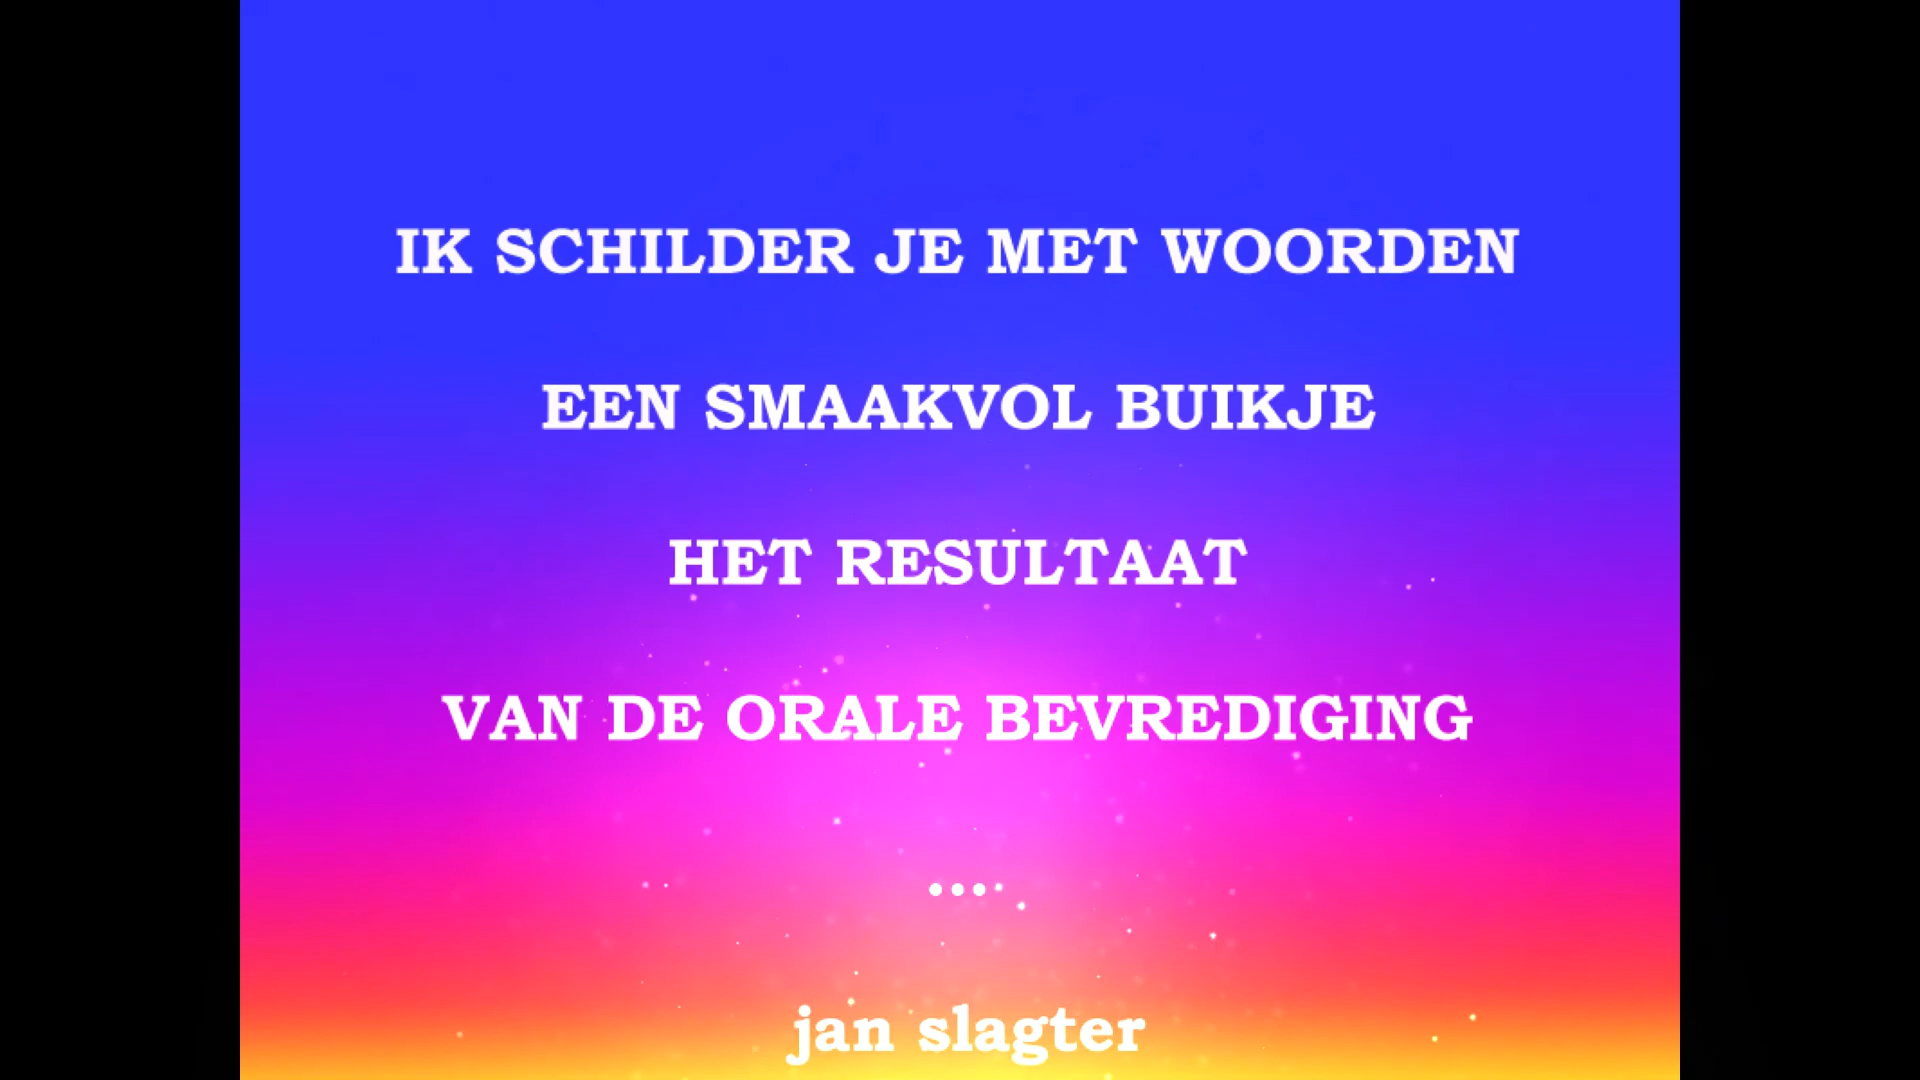 IK SCHILDER JE MET WOORDEN
EEN SMAAKVOL BUIKJE
HET RESULTAAT
VAN DE ORALE BEVREDIGING
...
jan slagter